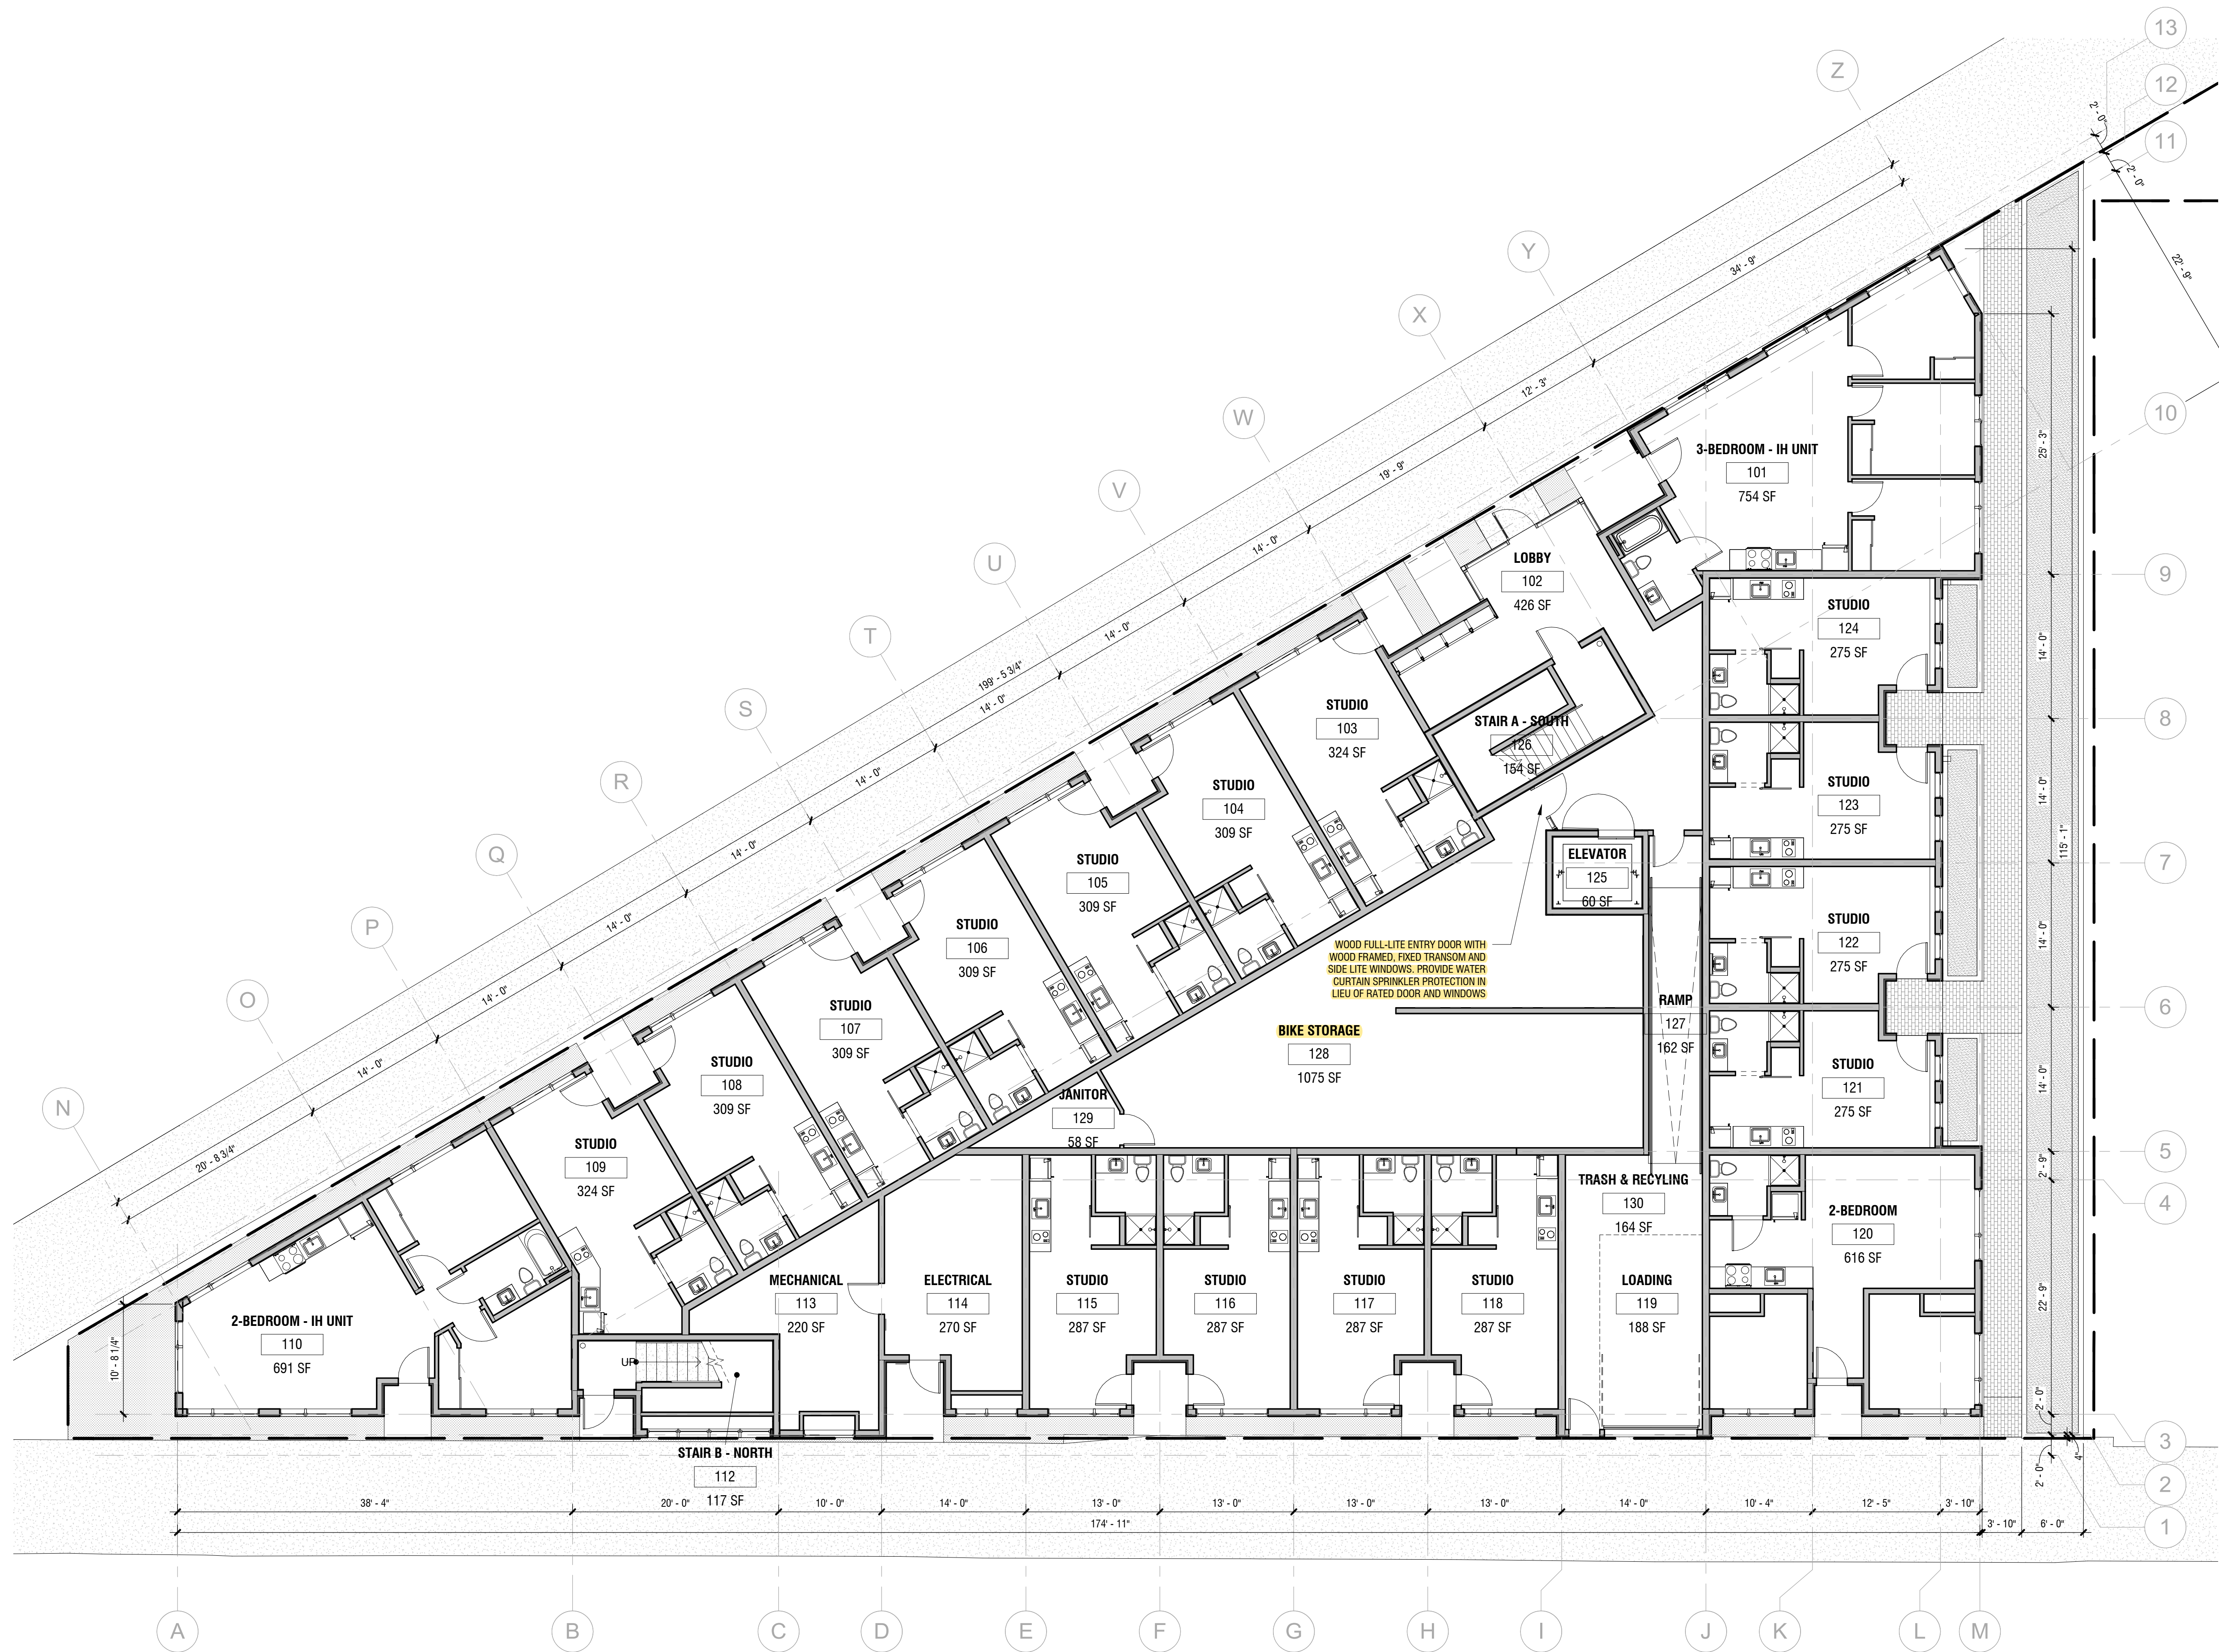 13
12
11
Z
2' - 0"
2' - 0"
22' - 9"
34' - 9"
Y
X
12' - 3"
10
W
19' - 9"
V
14' - 0"
U
14' - 0"
T
199' - 5 3/4"
14' - 0"
S
14' - 0"
R
14' - 0"
Q
14' - 0"
P
14' - 0"
O
14' - 0"
N
20' - 8 3/4"
3-BEDROOM - IH UNIT
101
754 SF
25' - 3"
LOBBY
102
426 SF
9
STUDIO
124
275 SF
14' - 0"
STUDIO
103
324 SF
STAIR A - SOUTH
126
154 SF
8
STUDIO
104
309 SF
STUDIO
123
275 SF
14' - 0"
115' - 1"
STUDIO
105
309 SF
ELEVATOR
125
60 SF
7
STUDIO
106
309 SF
STUDIO
122
275 SF
14' - 0"
WOOD FULL-LITE ENTRY DOOR WITH
WOOD FRAMED, FIXED TRANSOM AND
SIDE LITE WINDOWS. PROVIDE WATER
CURTAIN SPRINKLER PROTECTION IN
LIEU OF RATED DOOR AND WINDOWS
STUDIO
107
309 SF
BIKE STORAGE
128
1075 SF
RAMP
127
162 SF
6
STUDIO
108
309 SF
STUDIO
121
275 SF
14' - 0"
JANITOR
129
58 SF
STUDIO
109
324 SF
5
2' - 9"
4
TRASH & RECYLING
130
164 SF
2-BEDROOM
120
616 SF
2-BEDROOM - IH UNIT
110
691 SF
10' - 8 1/4"
UP
MECHANICAL
113
220 SF
ELECTRICAL
114
270 SF
STUDIO
115
287 SF
STUDIO
116
287 SF
STUDIO
117
287 SF
STUDIO
118
287 SF
LOADING
119
188 SF
22' - 9"
2' - 0"
3
STAIR B - NORTH
112
117 SF
4"
2' - 0"
2
38' - 4"
20' - 0"
10' - 0"
14' - 0"
13' - 0"
13' - 0"
13' - 0"
13' - 0"
14' - 0"
10' - 4"
12' - 5"
3' - 10"
174' - 11"
3' - 10"
6' - 0"
1
A
B
C
D
E
F
G
H
I
J
K
L
M